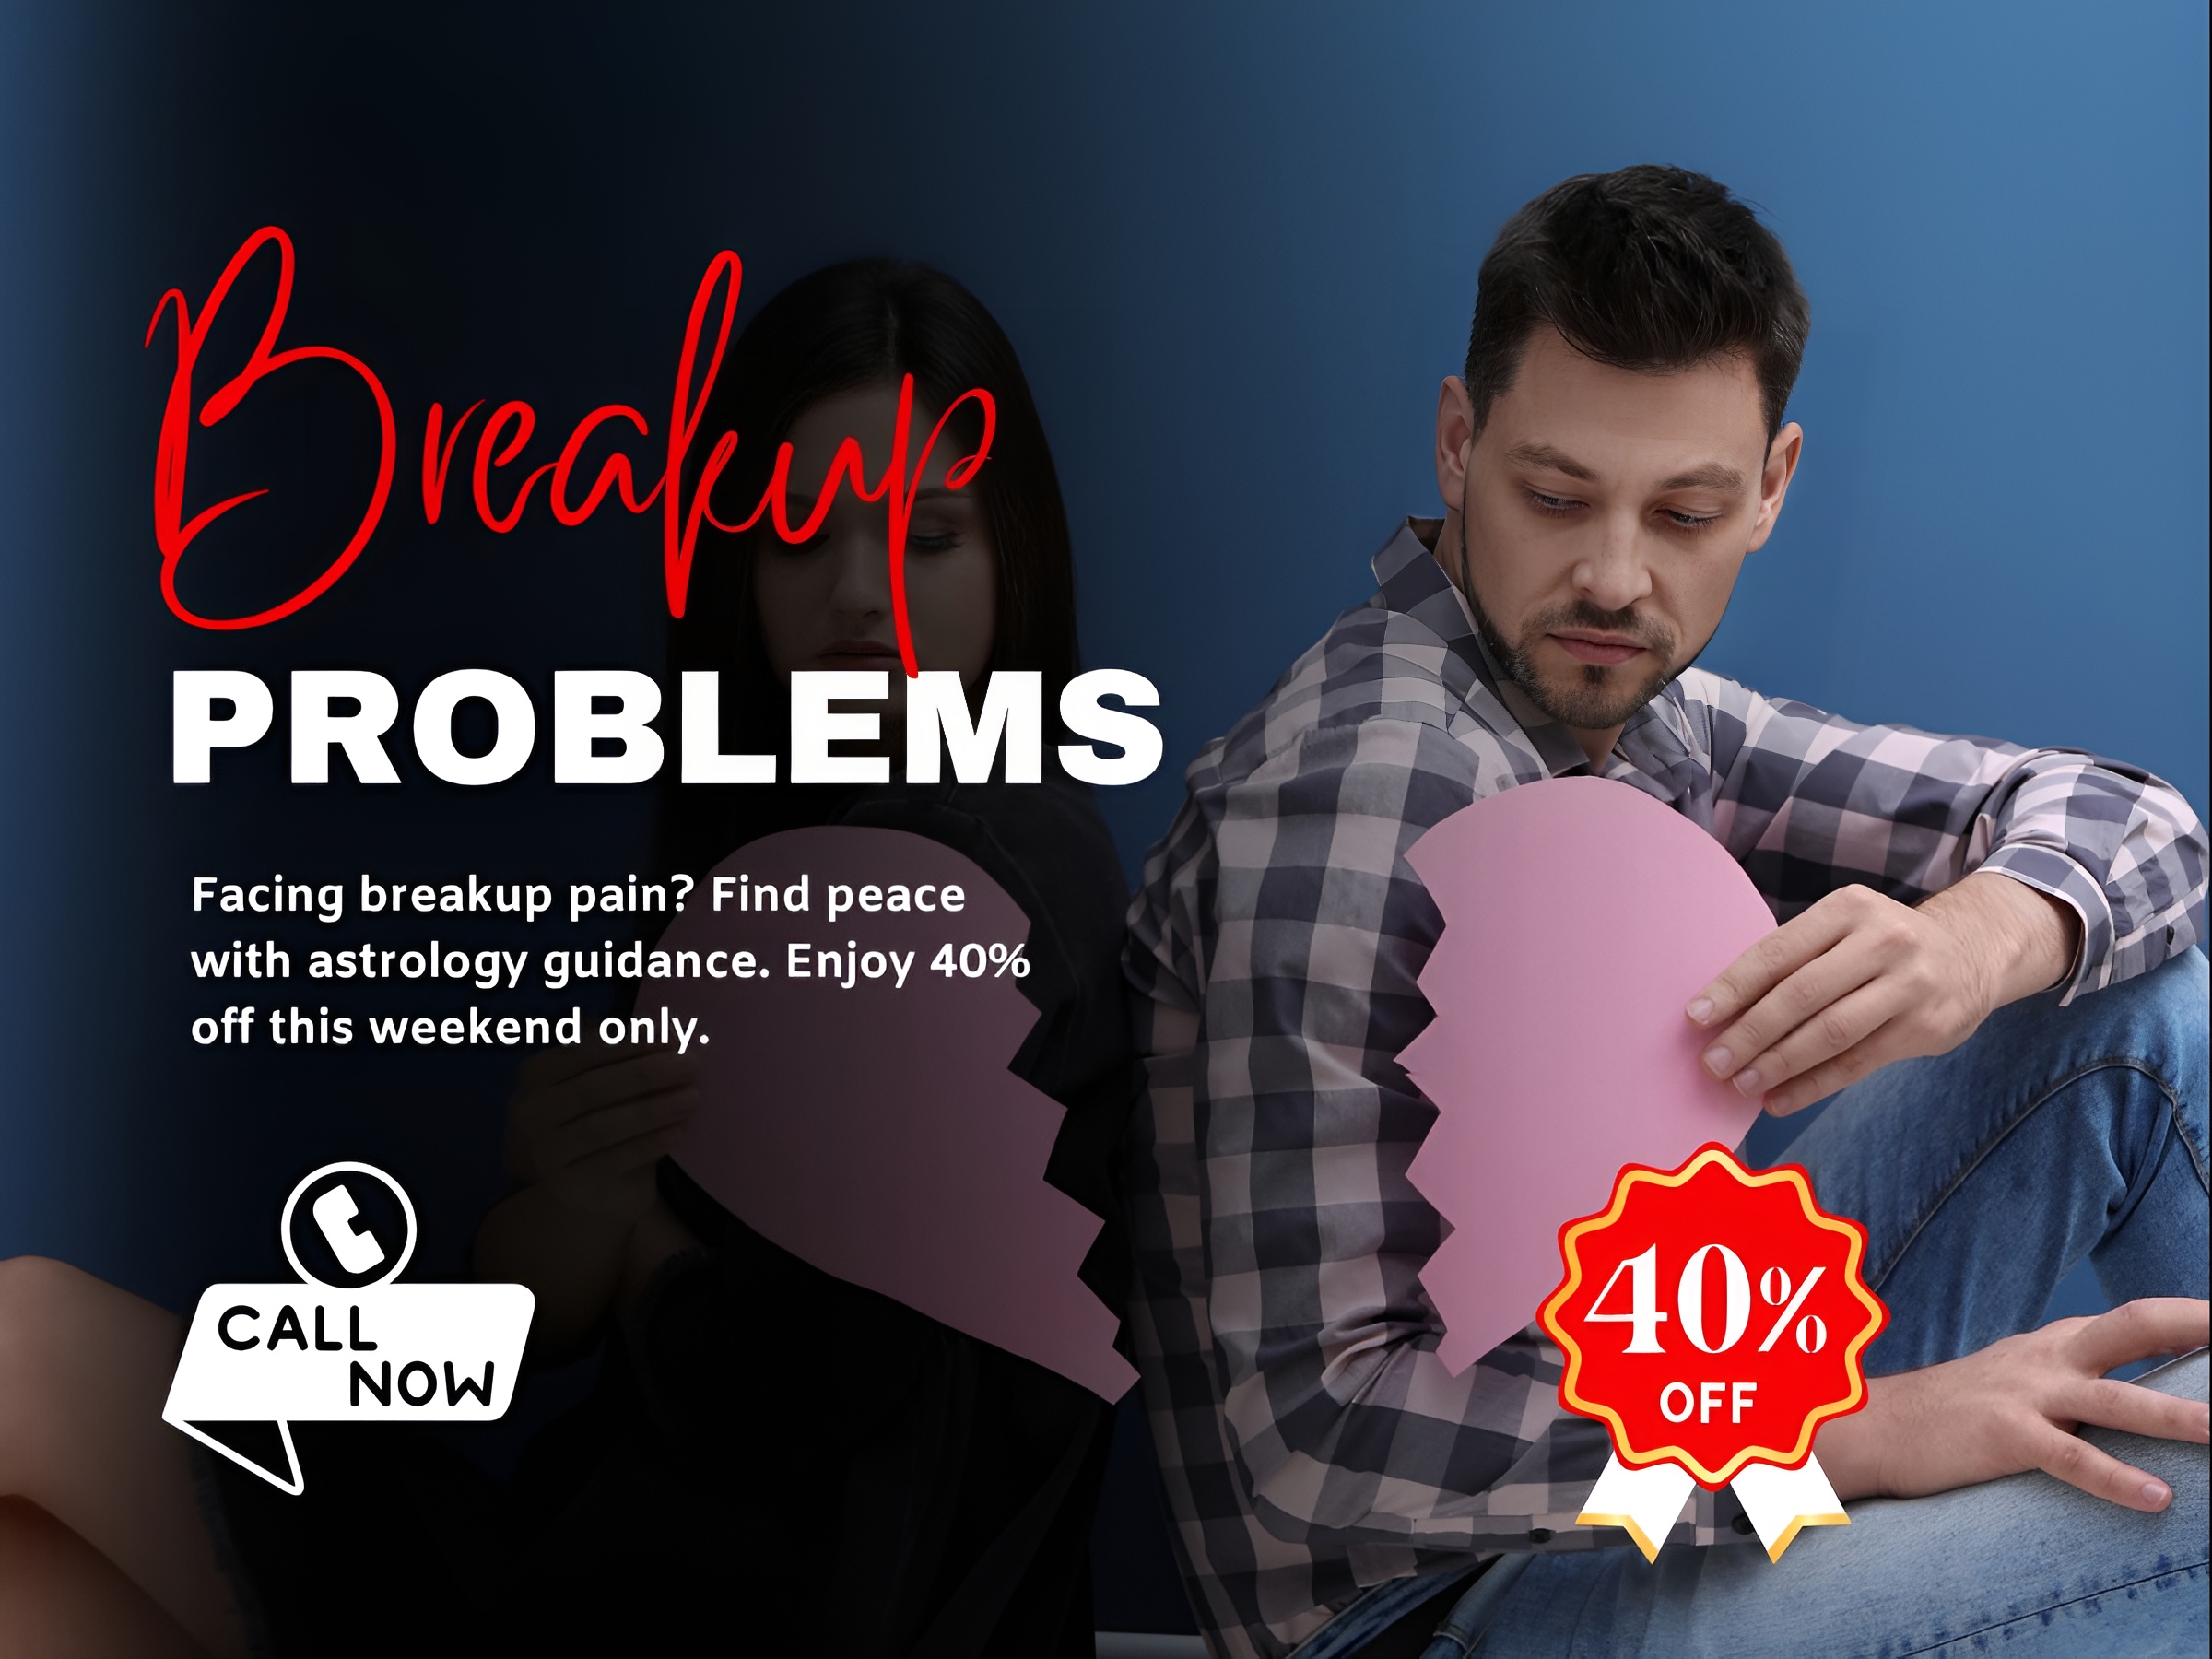 Breakup
PROBLEMS
Facing breakup pain? Find peace
with astrology guidance. Enjoy 40%
off this weekend only.
CALL
NOW
40%
OFF